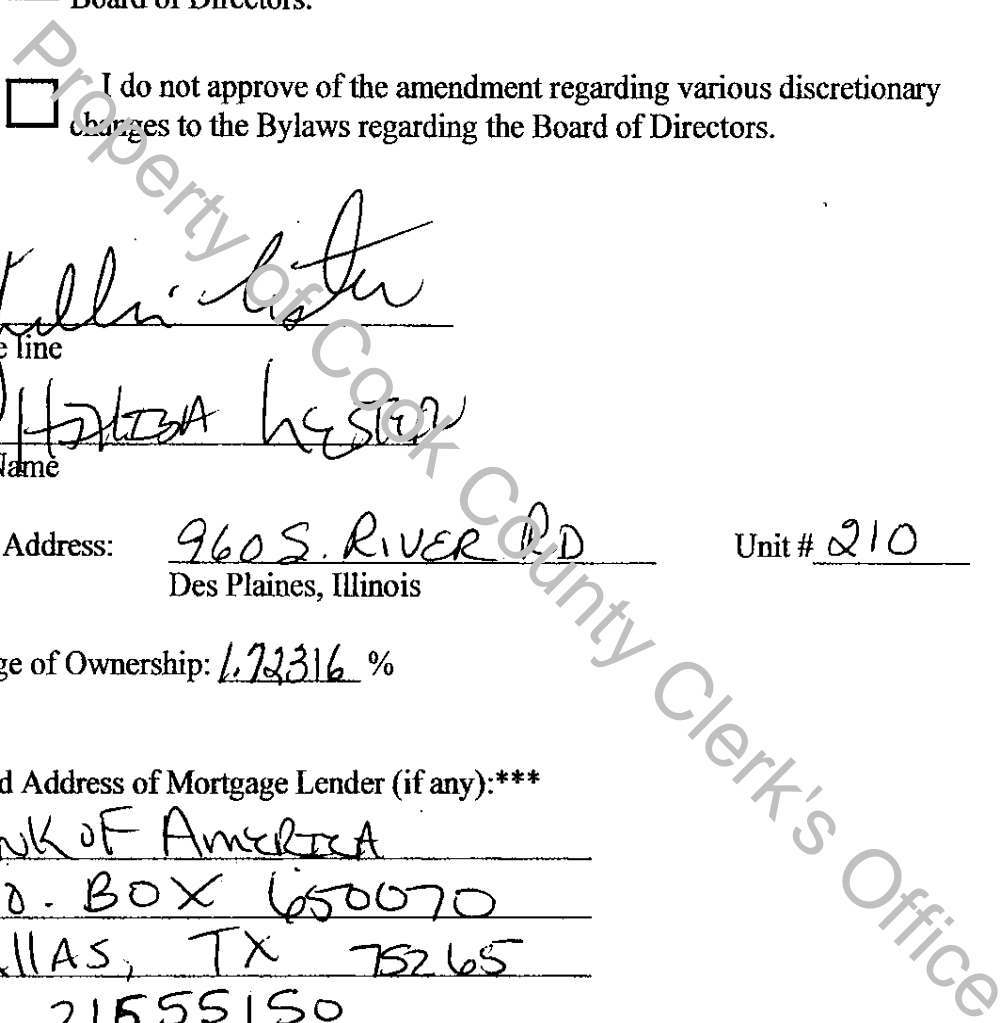 Board of Directors.
I do not approve of the amendment regarding various discretionary
changes to the Bylaws regarding the Board of Directors.
e line
LESTER
Name
Address: 960 S. RIVER RD Unit # 210
Des Plaines, Illinois
ge of Ownership: 1.72316 %
d Address of Mortgage Lender (if any):***
NK OF AMERICA
O. BOX 650070
LLAS, TX 75265
21555150
Property of Cook County Clerk's Office